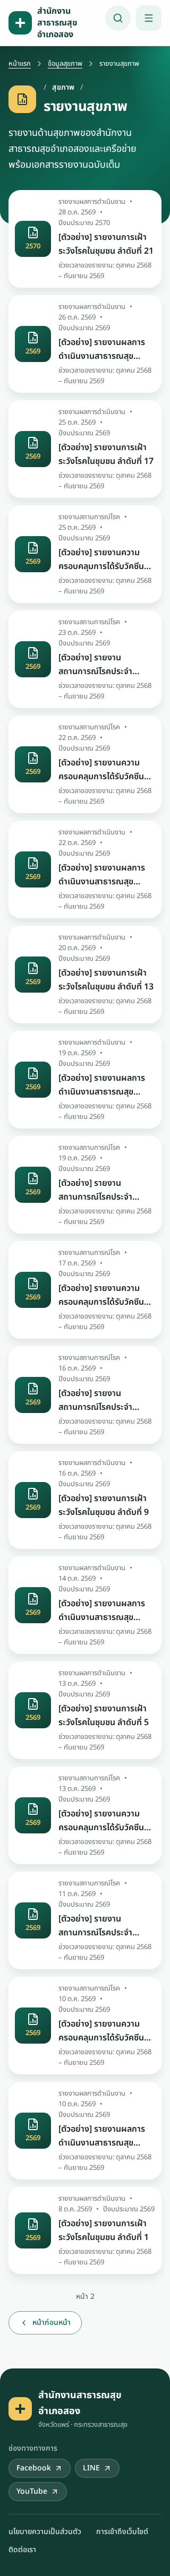 สำนักงาน
สาธารณสุข
อำเภอสอง
หน้าแรก
ข้อมูลสุขภาพ
รายงานสุขภาพ
/ สุขภาพ /
รายงานสุขภาพ
รายงานด้านสุขภาพของสำนักงาน
สาธารณสุขอำเภอสองและเครือข่าย
พร้อมเอกสารรายงานฉบับเต็ม
2570
รายงานผลการดำเนินงาน •
28 ต.ค. 2569 •
ปีงบประมาณ 2570
[ตัวอย่าง] รายงานการเฝ้า
ระวังโรคในชุมชน ลำดับที่ 21
ช่วงเวลาของรายงาน: ตุลาคม 2568
– กันยายน 2569
2569
รายงานผลการดำเนินงาน •
26 ต.ค. 2569 •
ปีงบประมาณ 2569
[ตัวอย่าง] รายงานผลการ
ดำเนินงานสาธารณสุข…
ช่วงเวลาของรายงาน: ตุลาคม 2568
– กันยายน 2569
2569
รายงานผลการดำเนินงาน •
25 ต.ค. 2569 •
ปีงบประมาณ 2569
[ตัวอย่าง] รายงานการเฝ้า
ระวังโรคในชุมชน ลำดับที่ 17
ช่วงเวลาของรายงาน: ตุลาคม 2568
– กันยายน 2569
2569
รายงานสถานการณ์โรค •
25 ต.ค. 2569 •
ปีงบประมาณ 2569
[ตัวอย่าง] รายงานความ
ครอบคลุมการได้รับวัคซีน…
ช่วงเวลาของรายงาน: ตุลาคม 2568
– กันยายน 2569
2569
รายงานสถานการณ์โรค •
23 ต.ค. 2569 •
ปีงบประมาณ 2569
[ตัวอย่าง] รายงาน
สถานการณ์โรคประจำ…
ช่วงเวลาของรายงาน: ตุลาคม 2568
– กันยายน 2569
2569
รายงานสถานการณ์โรค •
22 ต.ค. 2569 •
ปีงบประมาณ 2569
[ตัวอย่าง] รายงานความ
ครอบคลุมการได้รับวัคซีน…
ช่วงเวลาของรายงาน: ตุลาคม 2568
– กันยายน 2569
2569
รายงานผลการดำเนินงาน •
22 ต.ค. 2569 •
ปีงบประมาณ 2569
[ตัวอย่าง] รายงานผลการ
ดำเนินงานสาธารณสุข…
ช่วงเวลาของรายงาน: ตุลาคม 2568
– กันยายน 2569
2569
รายงานผลการดำเนินงาน •
20 ต.ค. 2569 •
ปีงบประมาณ 2569
[ตัวอย่าง] รายงานการเฝ้า
ระวังโรคในชุมชน ลำดับที่ 13
ช่วงเวลาของรายงาน: ตุลาคม 2568
– กันยายน 2569
2569
รายงานผลการดำเนินงาน •
19 ต.ค. 2569 •
ปีงบประมาณ 2569
[ตัวอย่าง] รายงานผลการ
ดำเนินงานสาธารณสุข…
ช่วงเวลาของรายงาน: ตุลาคม 2568
– กันยายน 2569
2569
รายงานสถานการณ์โรค •
19 ต.ค. 2569 •
ปีงบประมาณ 2569
[ตัวอย่าง] รายงาน
สถานการณ์โรคประจำ…
ช่วงเวลาของรายงาน: ตุลาคม 2568
– กันยายน 2569
2569
รายงานสถานการณ์โรค •
17 ต.ค. 2569 •
ปีงบประมาณ 2569
[ตัวอย่าง] รายงานความ
ครอบคลุมการได้รับวัคซีน…
ช่วงเวลาของรายงาน: ตุลาคม 2568
– กันยายน 2569
2569
รายงานสถานการณ์โรค •
16 ต.ค. 2569 •
ปีงบประมาณ 2569
[ตัวอย่าง] รายงาน
สถานการณ์โรคประจำ…
ช่วงเวลาของรายงาน: ตุลาคม 2568
– กันยายน 2569
2569
รายงานผลการดำเนินงาน •
16 ต.ค. 2569 •
ปีงบประมาณ 2569
[ตัวอย่าง] รายงานการเฝ้า
ระวังโรคในชุมชน ลำดับที่ 9
ช่วงเวลาของรายงาน: ตุลาคม 2568
– กันยายน 2569
2569
รายงานผลการดำเนินงาน •
14 ต.ค. 2569 •
ปีงบประมาณ 2569
[ตัวอย่าง] รายงานผลการ
ดำเนินงานสาธารณสุข…
ช่วงเวลาของรายงาน: ตุลาคม 2568
– กันยายน 2569
2569
รายงานผลการดำเนินงาน •
13 ต.ค. 2569 •
ปีงบประมาณ 2569
[ตัวอย่าง] รายงานการเฝ้า
ระวังโรคในชุมชน ลำดับที่ 5
ช่วงเวลาของรายงาน: ตุลาคม 2568
– กันยายน 2569
2569
รายงานสถานการณ์โรค •
13 ต.ค. 2569 •
ปีงบประมาณ 2569
[ตัวอย่าง] รายงานความ
ครอบคลุมการได้รับวัคซีน…
ช่วงเวลาของรายงาน: ตุลาคม 2568
– กันยายน 2569
2569
รายงานสถานการณ์โรค •
11 ต.ค. 2569 •
ปีงบประมาณ 2569
[ตัวอย่าง] รายงาน
สถานการณ์โรคประจำ…
ช่วงเวลาของรายงาน: ตุลาคม 2568
– กันยายน 2569
2569
รายงานสถานการณ์โรค •
10 ต.ค. 2569 •
ปีงบประมาณ 2569
[ตัวอย่าง] รายงานความ
ครอบคลุมการได้รับวัคซีน…
ช่วงเวลาของรายงาน: ตุลาคม 2568
– กันยายน 2569
2569
รายงานผลการดำเนินงาน •
10 ต.ค. 2569 •
ปีงบประมาณ 2569
[ตัวอย่าง] รายงานผลการ
ดำเนินงานสาธารณสุข…
ช่วงเวลาของรายงาน: ตุลาคม 2568
– กันยายน 2569
2569
รายงานผลการดำเนินงาน •
8 ต.ค. 2569 • ปีงบประมาณ 2569
[ตัวอย่าง] รายงานการเฝ้า
ระวังโรคในชุมชน ลำดับที่ 1
ช่วงเวลาของรายงาน: ตุลาคม 2568
– กันยายน 2569
หน้า 2
หน้าก่อนหน้า
สำนักงานสาธารณสุข
อำเภอสอง
จังหวัดแพร่ · กระทรวงสาธารณสุข
ช่องทางทางการ
Facebook
LINE
YouTube
นโยบายความเป็นส่วนตัว
การเข้าถึงเว็บไซต์
ติดต่อเรา